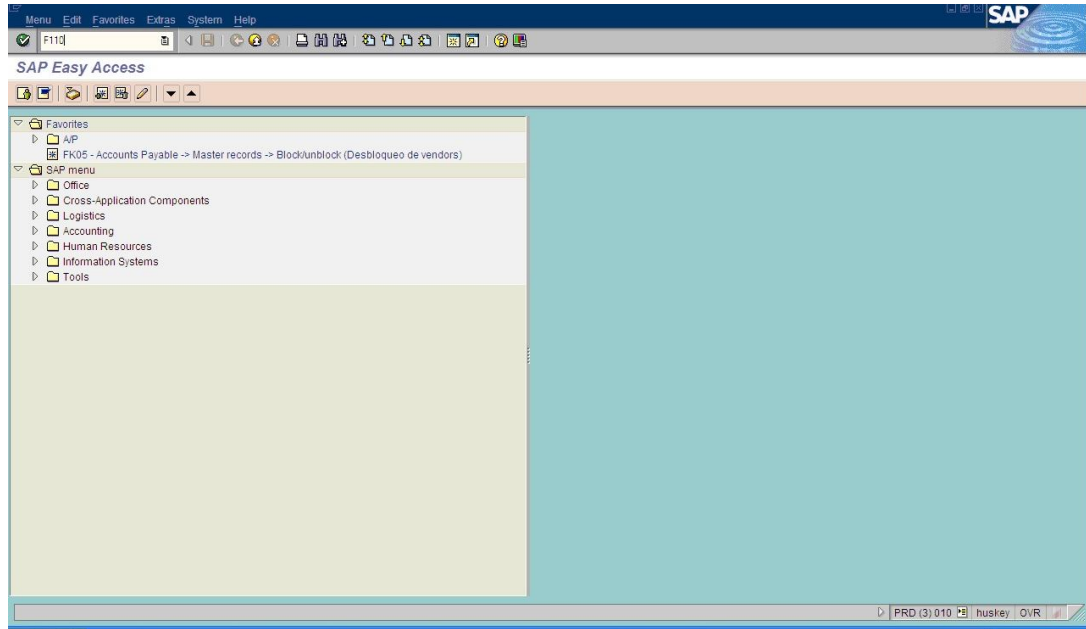 Menu Edit Favorites Extras System Help
SAP
F110
SAP Easy Access
Favorites
A/P
FK05 - Accounts Payable -> Master records -> Block/unblock (Desbloqueo de vendors)
SAP menu
Office
Cross-Application Components
Logistics
Accounting
Human Resources
Information Systems
Tools
PRD (3) 010 huskey OVR